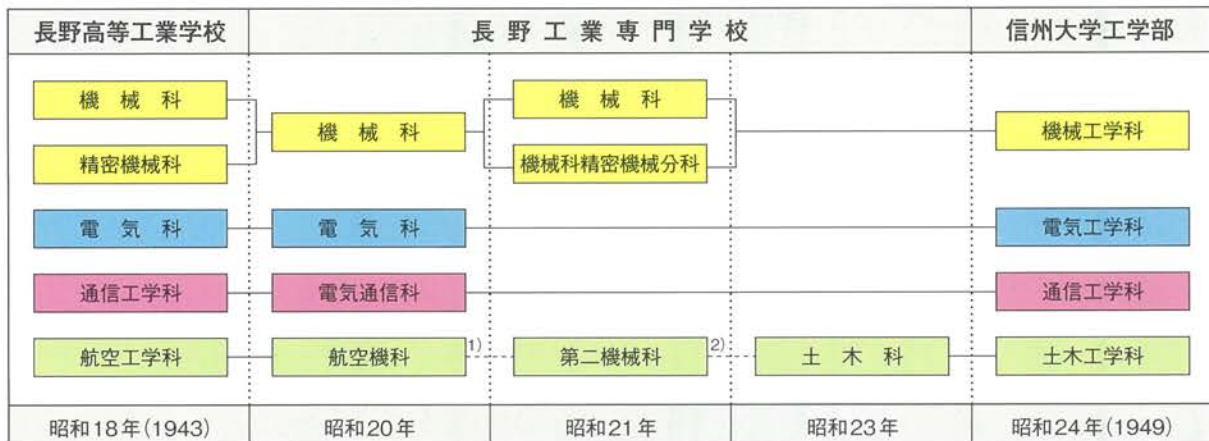 長野高等工業学校 長野工業専門学校 信州大学工学部
機械科 機械科
機械科 機械工学科
精密機械科 機械科精密機械分科
電気科 電気科 電気工学科
通信工学科 電気通信科 通信工学科
航空工学科 航空機科 1) 第二機械科 2) 土木科 土木工学科
昭和18年(1943) 昭和20年 昭和21年 昭和23年 昭和24年(1949)